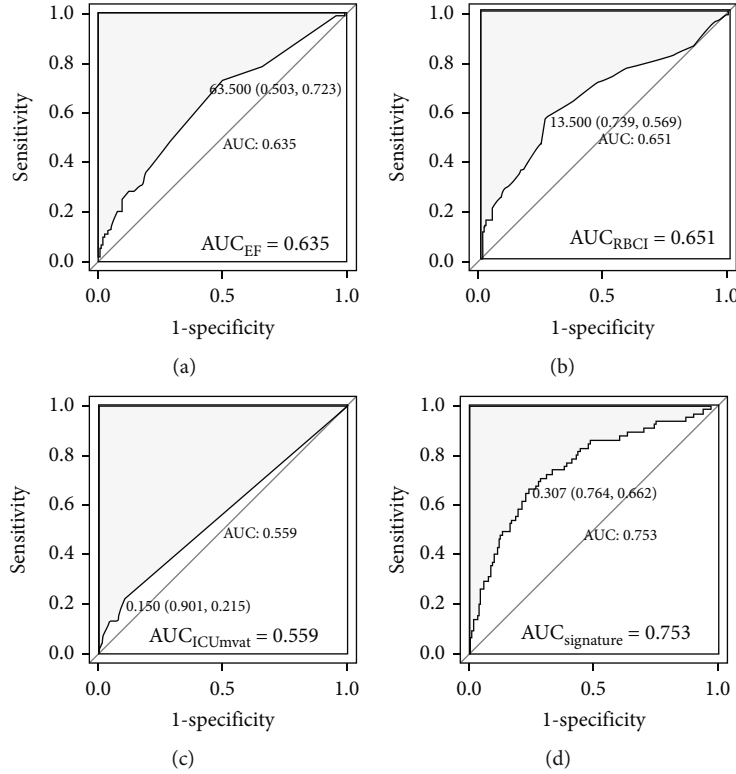 Sensitivity
1.0
0.8
0.6
0.4
0.2
0.0
63.500 (0.503, 0.723)
AUC: 0.635
AUC_EF = 0.635
0.0 0.5 1.0
1-specificity
(a)
Sensitivity
1.0
0.8
0.6
0.4
0.2
0.0
13.500 (0.739, 0.569)
AUC: 0.651
AUC_RBCI = 0.651
0.0 0.5 1.0
1-specificity
(b)
Sensitivity
1.0
0.8
0.6
0.4
0.2
0.0
AUC: 0.559
0.150 (0.901, 0.215)
AUC_ICUmvat = 0.559
0.0 0.5 1.0
1-specificity
(c)
Sensitivity
1.0
0.8
0.6
0.4
0.2
0.0
0.307 (0.764, 0.662)
AUC: 0.753
AUC_signature = 0.753
0.0 0.5 1.0
1-specificity
(d)